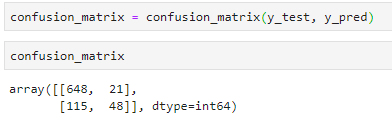 confusion_matrix = confusion_matrix(y_test, y_pred)
confusion_matrix
array([[648,  21],
       [115,  48]], dtype=int64)